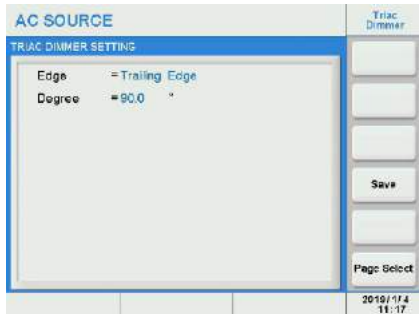 AC SOURCE
Triac
Dimmer
TRIAC DIMMER SETTING
Edge =Trailing Edge
Degree =90.0 °
Save
Page Select
2019/1/4
11:17